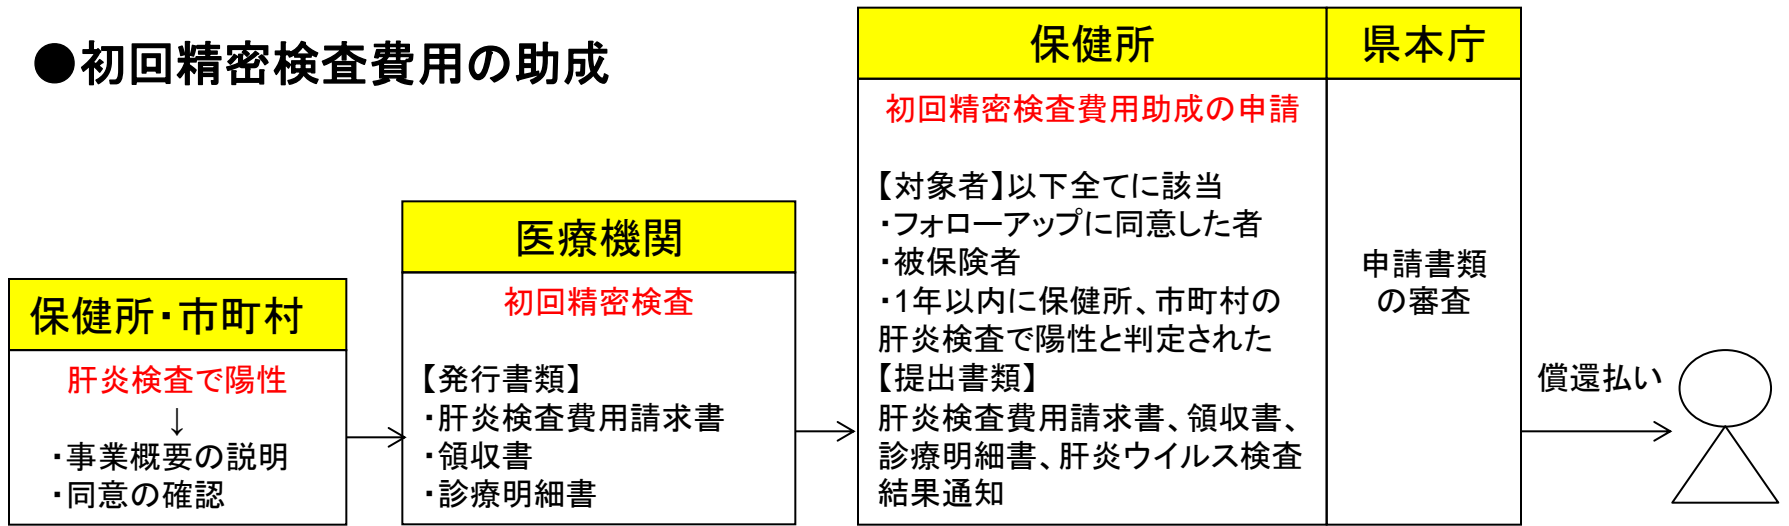 ●初回精密検査費用の助成
保健所・市町村
肝炎検査で陽性
↓
・事業概要の説明
・同意の確認
医療機関
初回精密検査
【発行書類】
・肝炎検査費用請求書
・領収書
・診療明細書
保健所
初回精密検査費用助成の申請
【対象者】以下全てに該当
・フォローアップに同意した者
・被保険者
・1年以内に保健所、市町村の
肝炎検査で陽性と判定された
【提出書類】
肝炎検査費用請求書、領収書、
診療明細書、肝炎ウイルス検査
結果通知
県本庁
申請書類
の審査
償還払い